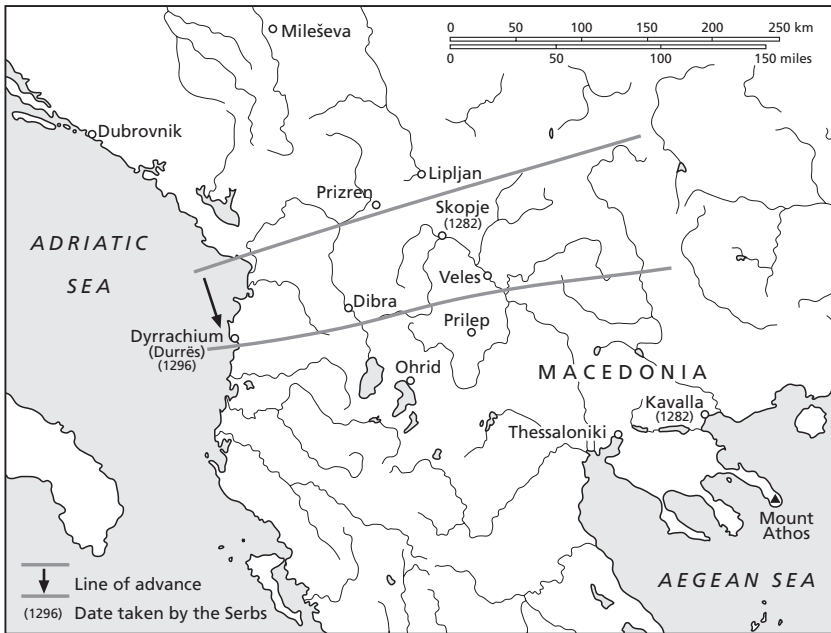 Mileševa
0 50 100 150 200 250 km
0 50 100 150 miles
Dubrovnik
Lipljan
Prizren
Skopje
(1282)
ADRIATIC
SEA
Veles
Dibra
Dyrrachium
(Durrës)
(1296)
Prilep
Ohrid
MACEDONIA
Kavalla
(1282)
Thessaloniki
Mount
Athos
AEGEAN SEA
Line of advance
(1296) Date taken by the Serbs